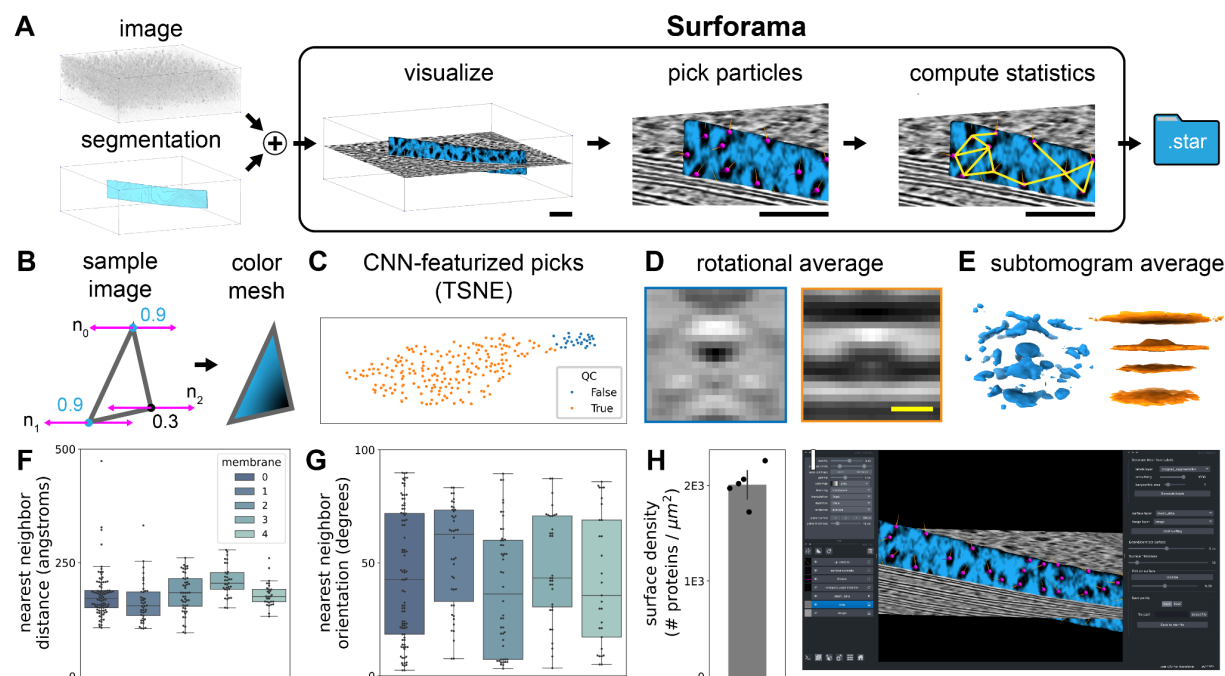 A
image
segmentation
Surforama
visualize
pick particles
compute statistics
.star
B
sample
image
color
mesh
n0
0.9
0.9
n2
n1
0.3
C
CNN-featurized picks
(TSNE)
QC
False
True
D
rotational average
E
subtomogram average
F
nearest neighbor
distance (angstroms)
500
250
0
membrane
0
1
2
3
4
G
nearest neighbor
orientation (degrees)
100
50
0
H
surface density
(# proteins / μm²)
2E3
1E3
0
I